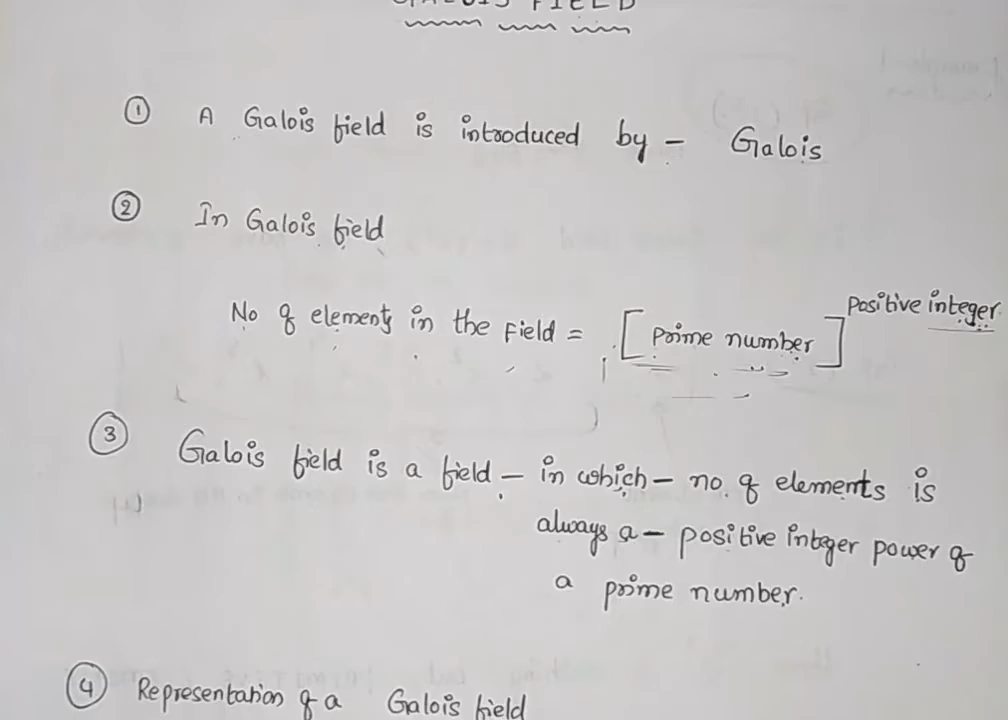 GALOIS FIELD
① A Galois field is introduced by - Galois
② In Galois field
No of elements in the Field = [Prime number] Positive integer
③ Galois field is a field - in which - no. of elements is
always a - positive integer power of
a prime number.
④ Representation of a Galois field